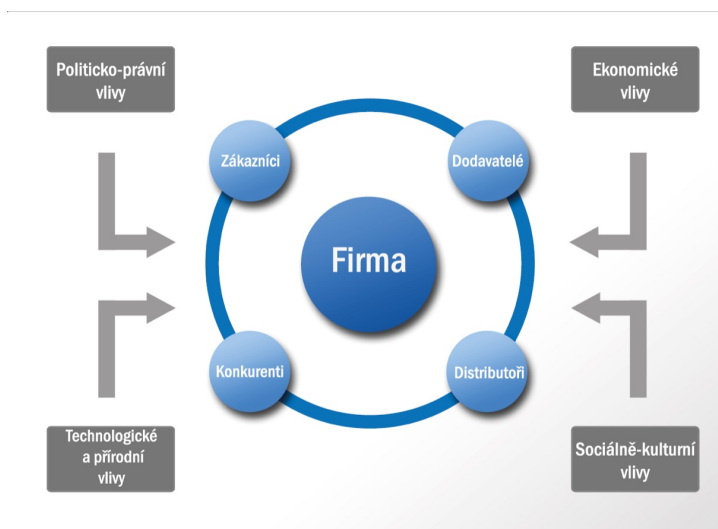 Politicko-právní
vlivy
Ekonomické
vlivy
Zákazníci
Dodavatelé
Firma
Konkurenti
Distributoři
Technologické
a přírodní
vlivy
Sociálně-kulturní
vlivy